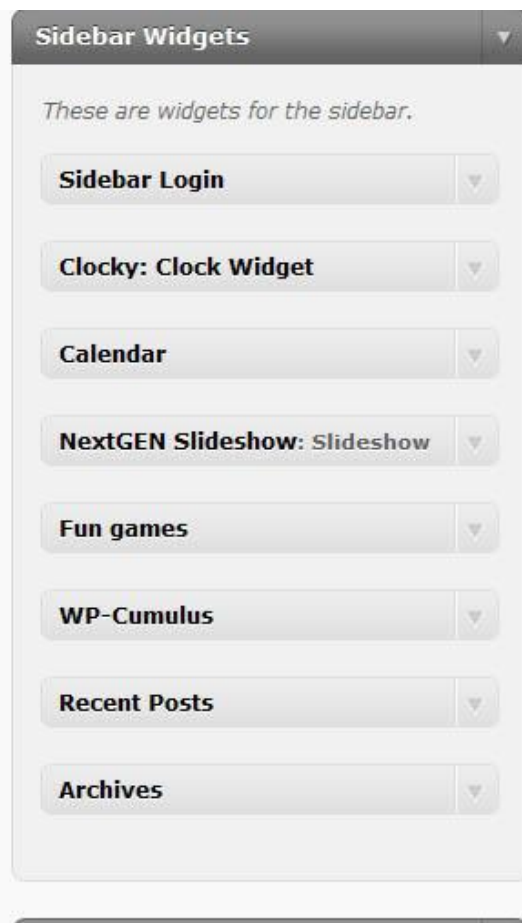 Sidebar Widgets
These are widgets for the sidebar.
Sidebar Login
Clocky: Clock Widget
Calendar
NextGEN Slideshow: Slideshow
Fun games
WP-Cumulus
Recent Posts
Archives